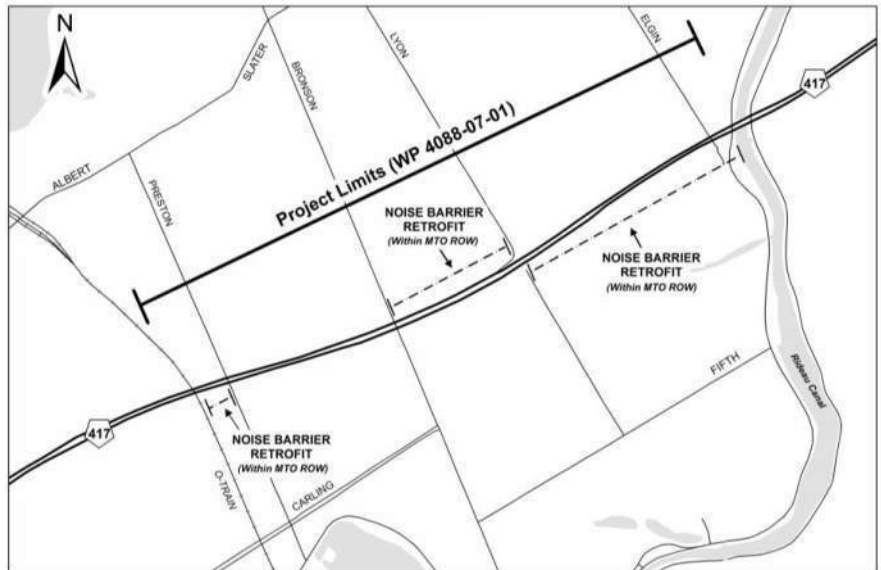 N
ELGIN
LYON
SLATER
BRONSON
417
Project Limits (WP 4088-07-01)
ALBERT
PRESTON
NOISE BARRIER
RETROFIT
(Within MTO ROW)
NOISE BARRIER
RETROFIT
(Within MTO ROW)
FIFTH
Rideau Canal
417
NOISE BARRIER
RETROFIT
(Within MTO ROW)
O-TRAIN
CARLING